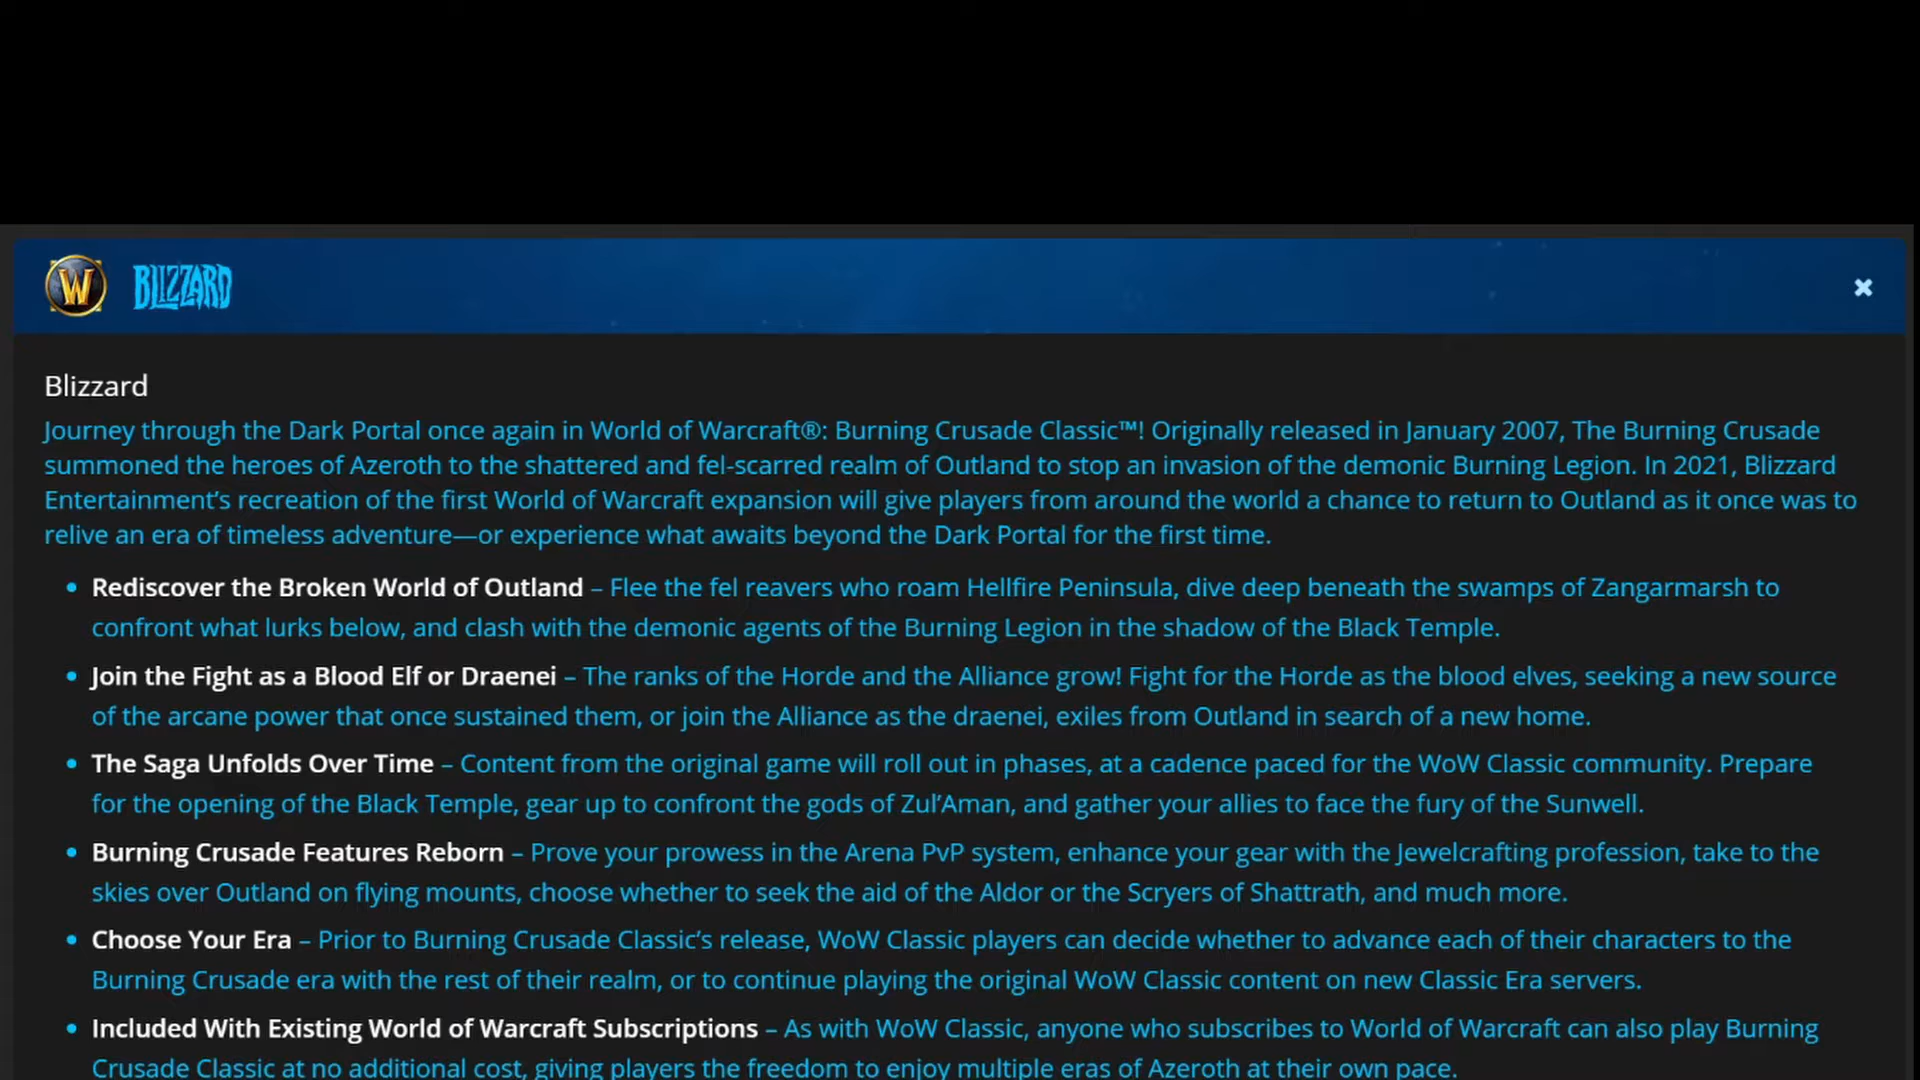 W BLIZZARD
Blizzard
Journey through the Dark Portal once again in World of Warcraft®: Burning Crusade Classic™! Originally released in January 2007, The Burning Crusade
summoned the heroes of Azeroth to the shattered and fel-scarred realm of Outland to stop an invasion of the demonic Burning Legion. In 2021, Blizzard
Entertainment’s recreation of the first World of Warcraft expansion will give players from around the world a chance to return to Outland as it once was to
relive an era of timeless adventure—or experience what awaits beyond the Dark Portal for the first time.
• Rediscover the Broken World of Outland – Flee the fel reavers who roam Hellfire Peninsula, dive deep beneath the swamps of Zangarmarsh to
confront what lurks below, and clash with the demonic agents of the Burning Legion in the shadow of the Black Temple.
• Join the Fight as a Blood Elf or Draenei – The ranks of the Horde and the Alliance grow! Fight for the Horde as the blood elves, seeking a new source
of the arcane power that once sustained them, or join the Alliance as the draenei, exiles from Outland in search of a new home.
• The Saga Unfolds Over Time – Content from the original game will roll out in phases, at a cadence paced for the WoW Classic community. Prepare
for the opening of the Black Temple, gear up to confront the gods of Zul’Aman, and gather your allies to face the fury of the Sunwell.
• Burning Crusade Features Reborn – Prove your prowess in the Arena PvP system, enhance your gear with the Jewelcrafting profession, take to the
skies over Outland on flying mounts, choose whether to seek the aid of the Aldor or the Scryers of Shattrath, and much more.
• Choose Your Era – Prior to Burning Crusade Classic’s release, WoW Classic players can decide whether to advance each of their characters to the
Burning Crusade era with the rest of their realm, or to continue playing the original WoW Classic content on new Classic Era servers.
• Included With Existing World of Warcraft Subscriptions – As with WoW Classic, anyone who subscribes to World of Warcraft can also play Burning
Crusade Classic at no additional cost, giving players the freedom to enjoy multiple eras of Azeroth at their own pace.